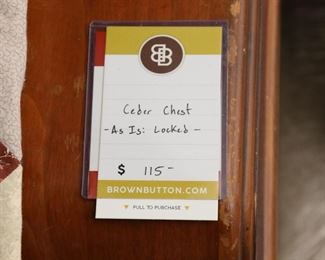 BB
Ceder Chest
-As Is: Locked-
$ 115-
BROWNBUTTON.COM
PULL TO PURCHASE